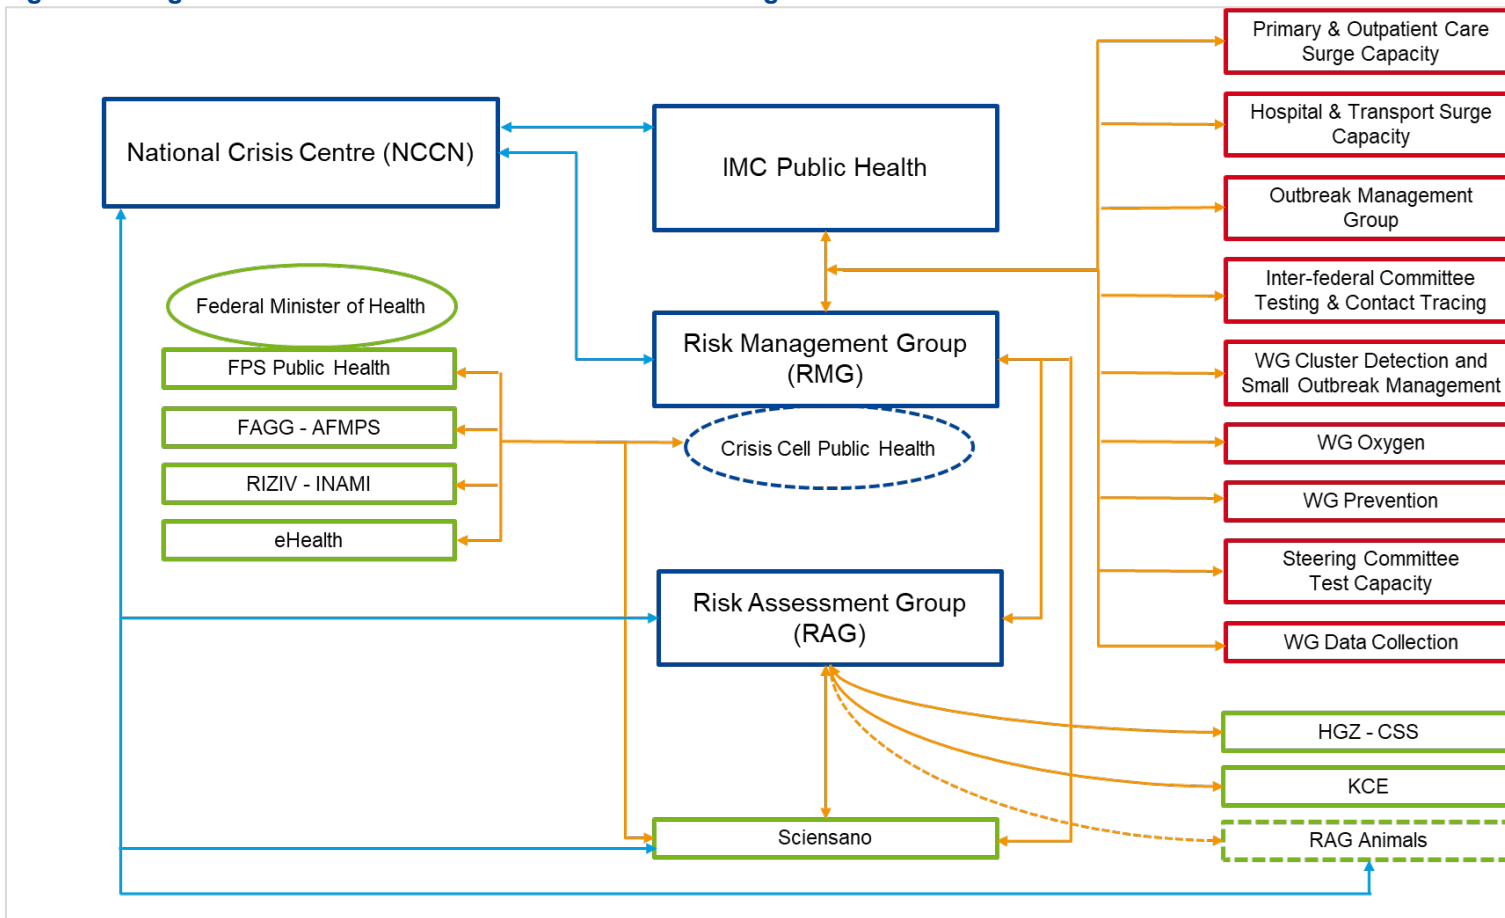 Primary & Outpatient Care
Surge Capacity
National Crisis Centre (NCCN)
IMC Public Health
Hospital & Transport Surge
Capacity
Outbreak Management
Group
Federal Minister of Health
Inter-federal Committee
Testing & Contact Tracing
FPS Public Health
Risk Management Group
(RMG)
WG Cluster Detection and
Small Outbreak Management
FAGG - AFMPS
Crisis Cell Public Health
WG Oxygen
RIZIV - INAMI
WG Prevention
eHealth
Steering Committee
Test Capacity
Risk Assessment Group
(RAG)
WG Data Collection
HGZ - CSS
KCE
Sciensano
RAG Animals